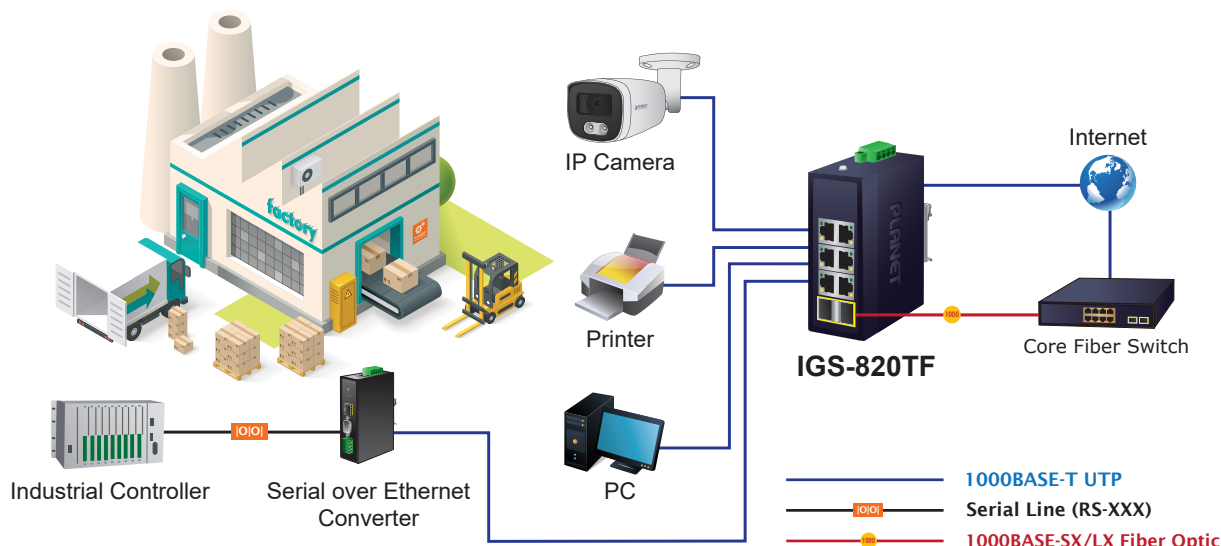 factory
IP Camera
Internet
PLANET
Printer
1000
IGS-820TF
Core Fiber Switch
|O|O|
Industrial Controller
Serial over Ethernet
Converter
PC
1000BASE-T UTP
|O|O|
Serial Line (RS-XXX)
1000
1000BASE-SX/LX Fiber Optic